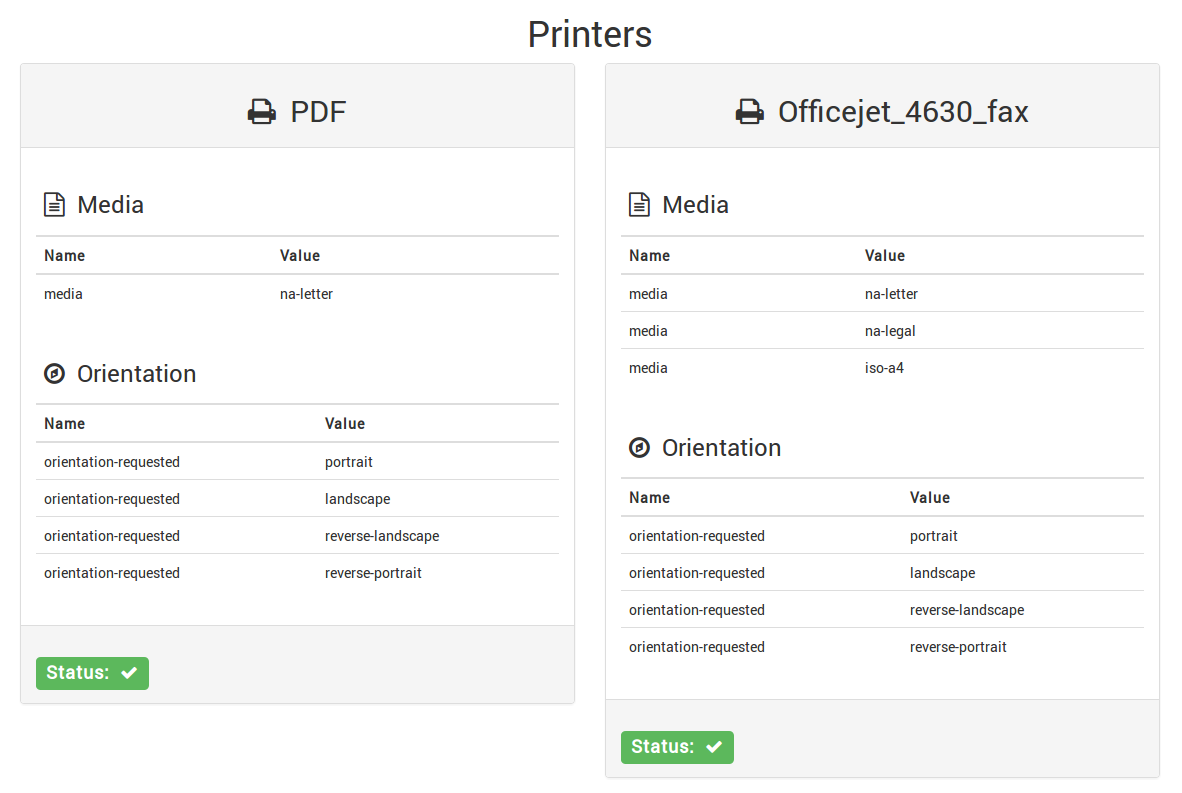 Printers
PDF
Media
Name Value
media na-letter
Orientation
Name Value
orientation-requested portrait
orientation-requested landscape
orientation-requested reverse-landscape
orientation-requested reverse-portrait
Status:
Officejet_4630_fax
Media
Name Value
media na-letter
media na-legal
media iso-a4
Orientation
Name Value
orientation-requested portrait
orientation-requested landscape
orientation-requested reverse-landscape
orientation-requested reverse-portrait
Status: